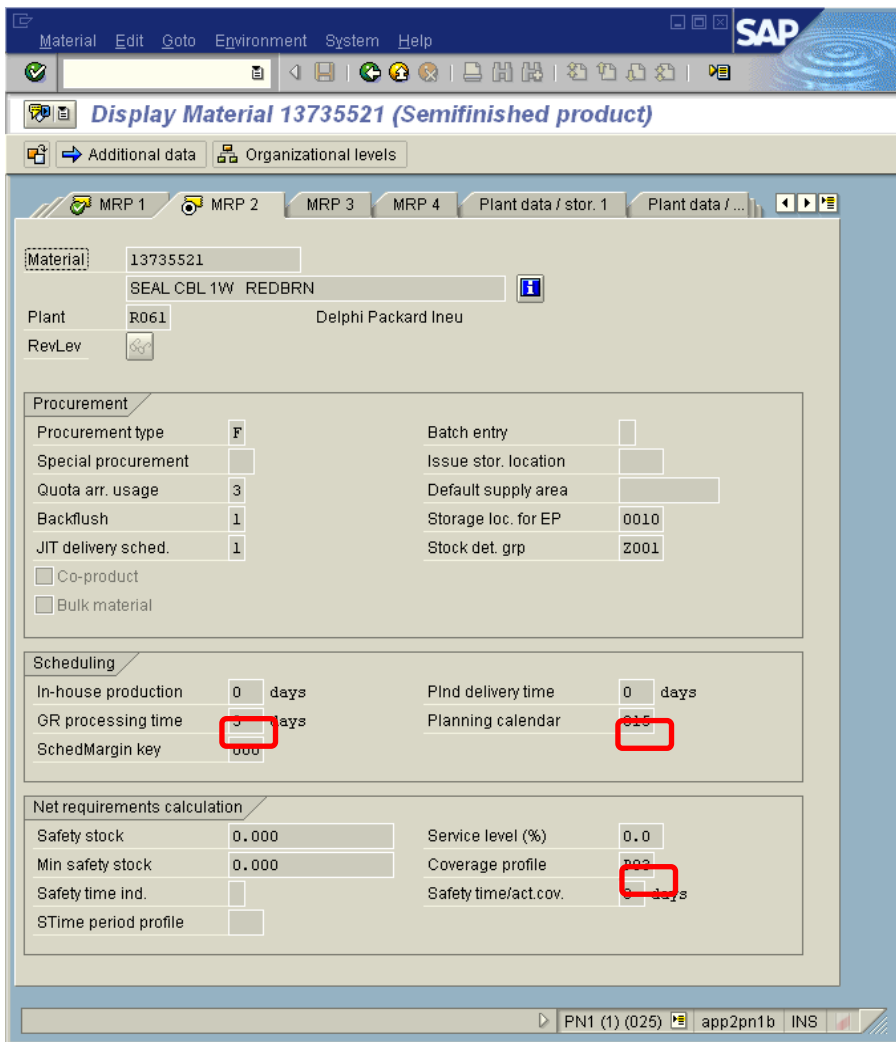 Material Edit Goto Environment System Help
SAP
Display Material 13735521 (Semifinished product)
Additional data Organizational levels
MRP 1 MRP 2 MRP 3 MRP 4 Plant data / stor. 1 Plant data / ...
Material 13735521
SEAL CBL 1W REDBRN
Plant R061 Delphi Packard Ineu
RevLev
Procurement
Procurement type F Batch entry
Special procurement Issue stor. location
Quota arr. usage 3 Default supply area
Backflush 1 Storage loc. for EP 0010
JIT delivery sched. 1 Stock det. grp Z001
Co-product
Bulk material
Scheduling
In-house production 0 days Plnd delivery time 0 days
GR processing time days Planning calendar
SchedMargin key 000
Net requirements calculation
Safety stock 0.000 Service level (%) 0.0
Min safety stock 0.000 Coverage profile
Safety time ind. Safety time/act.cov. days
STime period profile
PN1 (1) (025) app2pn1b INS